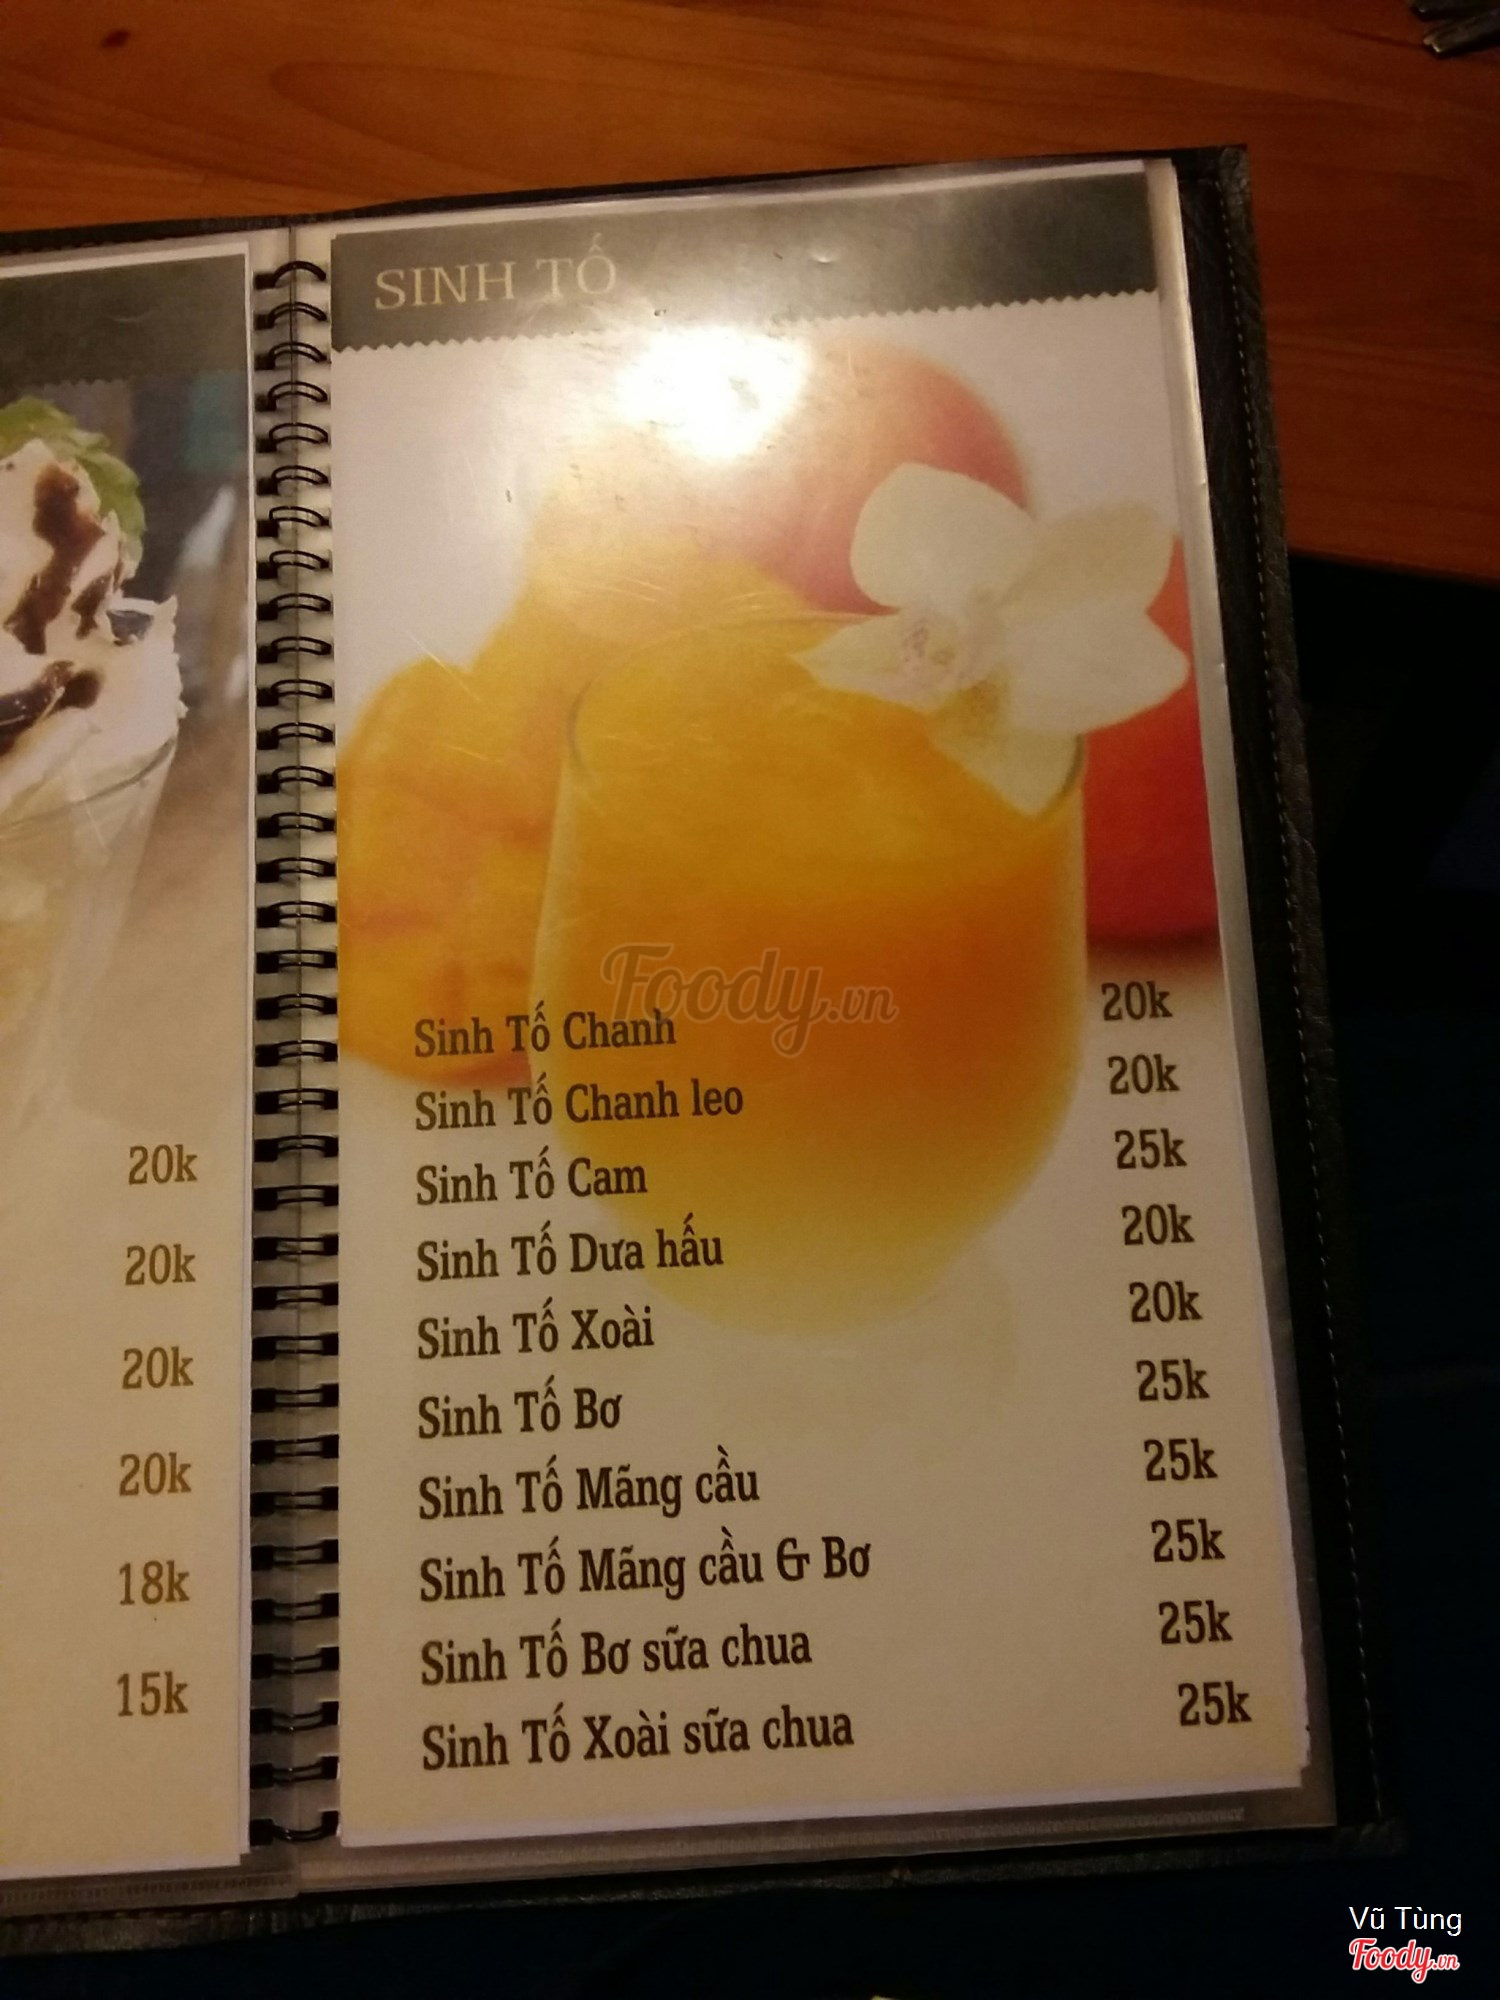 SINH TỐ
Foody.vn
Sinh Tố Chanh 20k
Sinh Tố Chanh leo 20k
Sinh Tố Cam 25k
Sinh Tố Dưa hấu 20k
Sinh Tố Xoài 20k
Sinh Tố Bơ 25k
Sinh Tố Mãng cầu 25k
Sinh Tố Mãng cầu & Bơ 25k
Sinh Tố Bơ sữa chua 25k
Sinh Tố Xoài sữa chua 25k
20k
20k
20k
20k
18k
15k
Vũ Tùng
Foody.vn